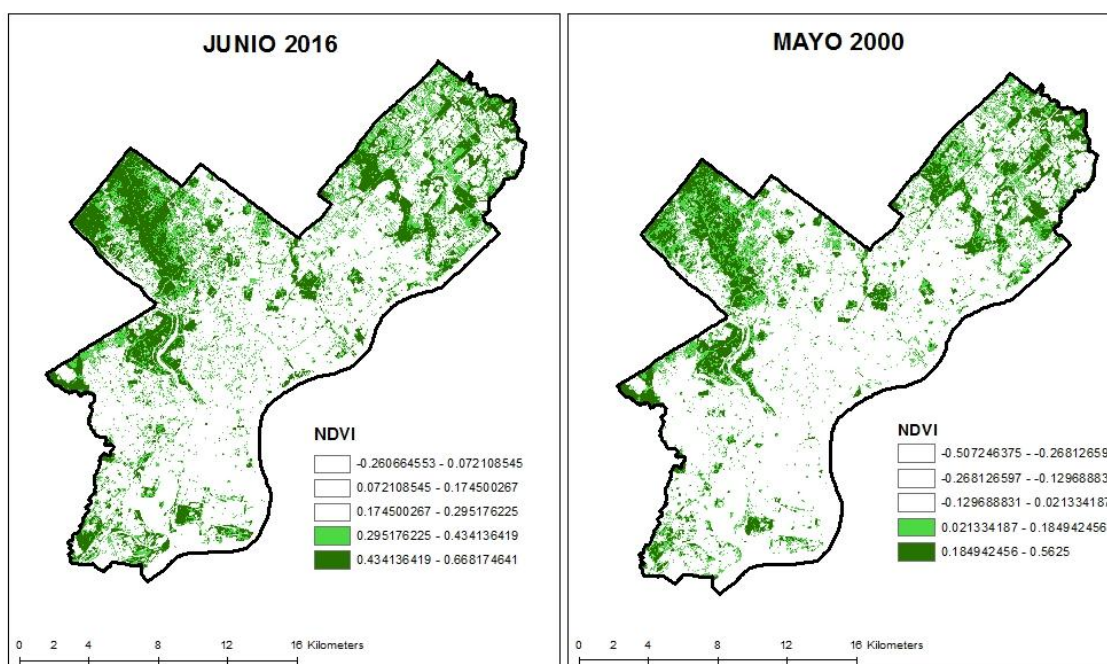 JUNIO 2016
NDVI
-0.260664553 - 0.072108545
0.072108545 - 0.174500267
0.174500267 - 0.295176225
0.295176225 - 0.434136419
0.434136419 - 0.668174641
0 2 4 8 12 16 Kilometers
MAYO 2000
NDVI
-0.507246375 - -0.26812659
-0.268126597 - -0.12968883
-0.129688831 - 0.021334187
0.021334187 - 0.184942456
0.184942456 - 0.5625
0 2 4 8 12 16 Kilometers